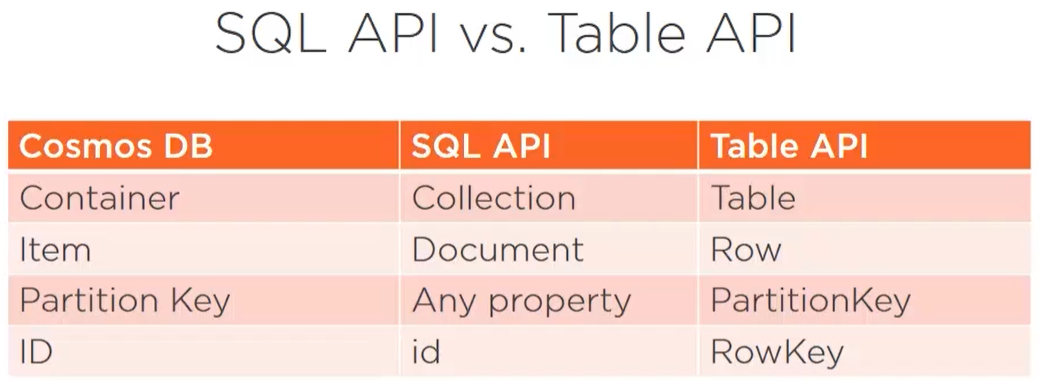 SQL API vs. Table API
Cosmos DB SQL API Table API
Container Collection Table
Item Document Row
Partition Key Any property PartitionKey
ID id RowKey